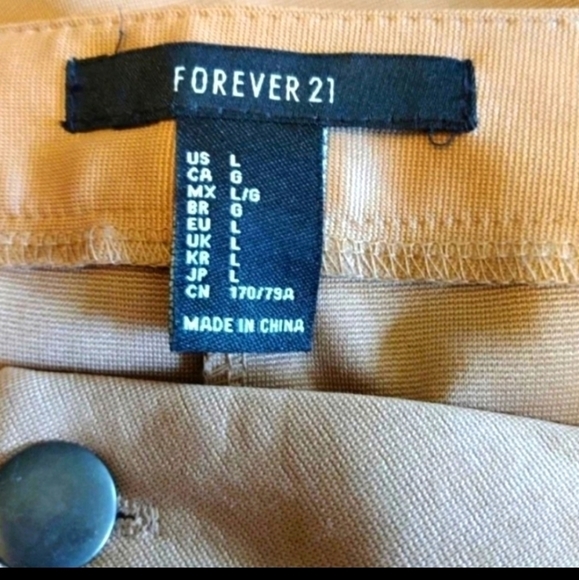 FOREVER 21
US L
CA G
MX L/G
BR G
EU L
UK L
KR L
JP L
CN 170/79A
MADE IN CHINA